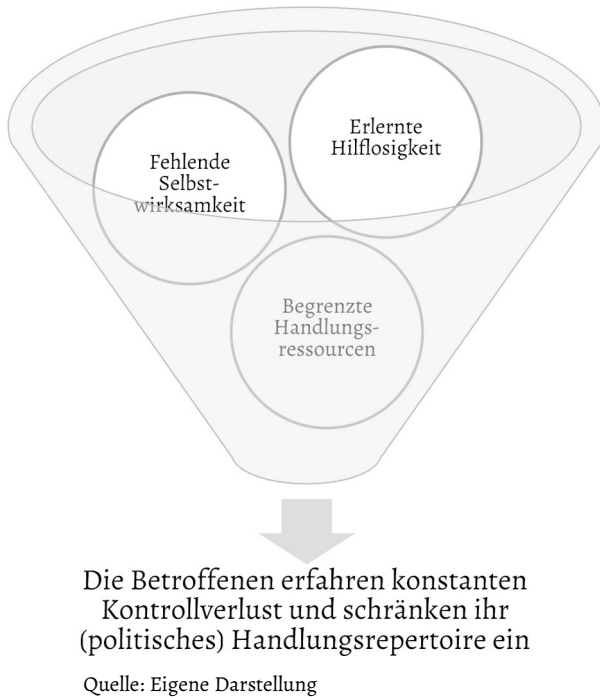 Erlernte
Hilflosigkeit
Fehlende
Selbst-
wirksamkeit
Begrenzte
Handlungs-
ressourcen
Die Betroffenen erfahren konstanten
Kontrollverlust und schränken ihr
(politisches) Handlungsrepertoire ein
Quelle: Eigene Darstellung